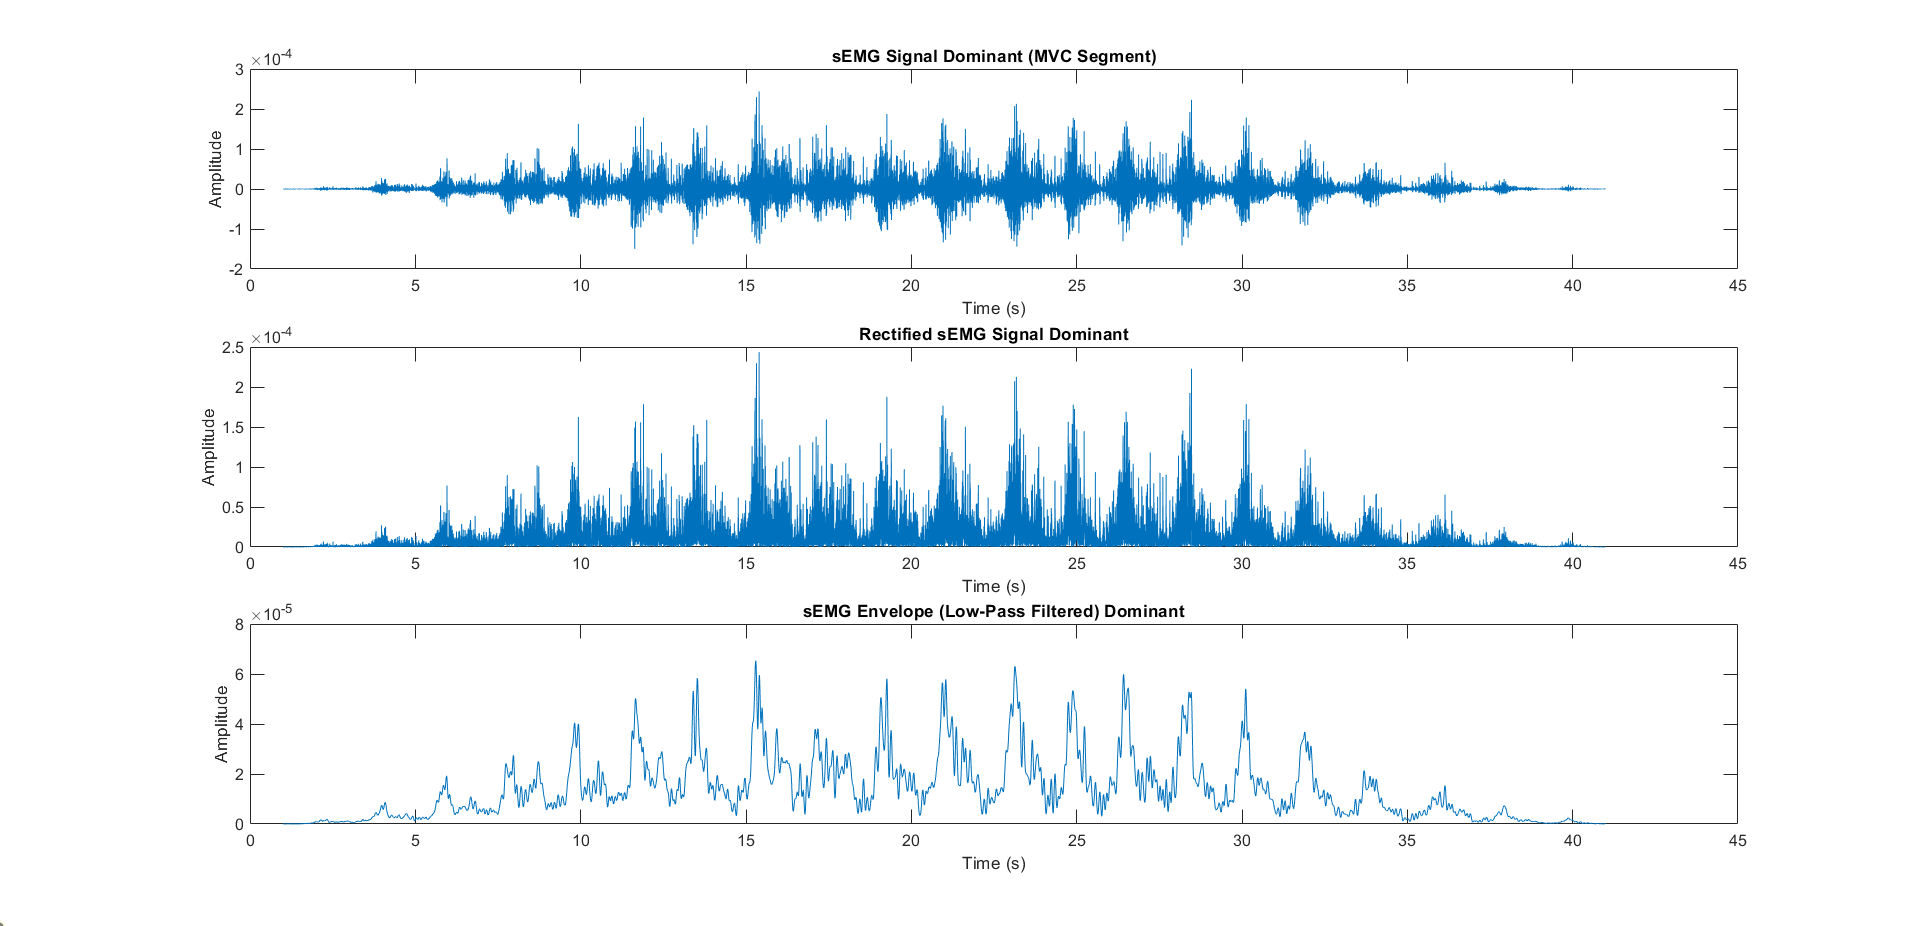 sEMG Signal Dominant (MVC Segment)
×10-4
3
2
1
0
-1
-2
Amplitude
0 5 10 15 20 25 30 35 40 45
Time (s)
Rectified sEMG Signal Dominant
×10-4
2.5
2
1.5
1
0.5
0
Amplitude
0 5 10 15 20 25 30 35 40 45
Time (s)
sEMG Envelope (Low-Pass Filtered) Dominant
×10-5
8
6
4
2
0
Amplitude
0 5 10 15 20 25 30 35 40 45
Time (s)